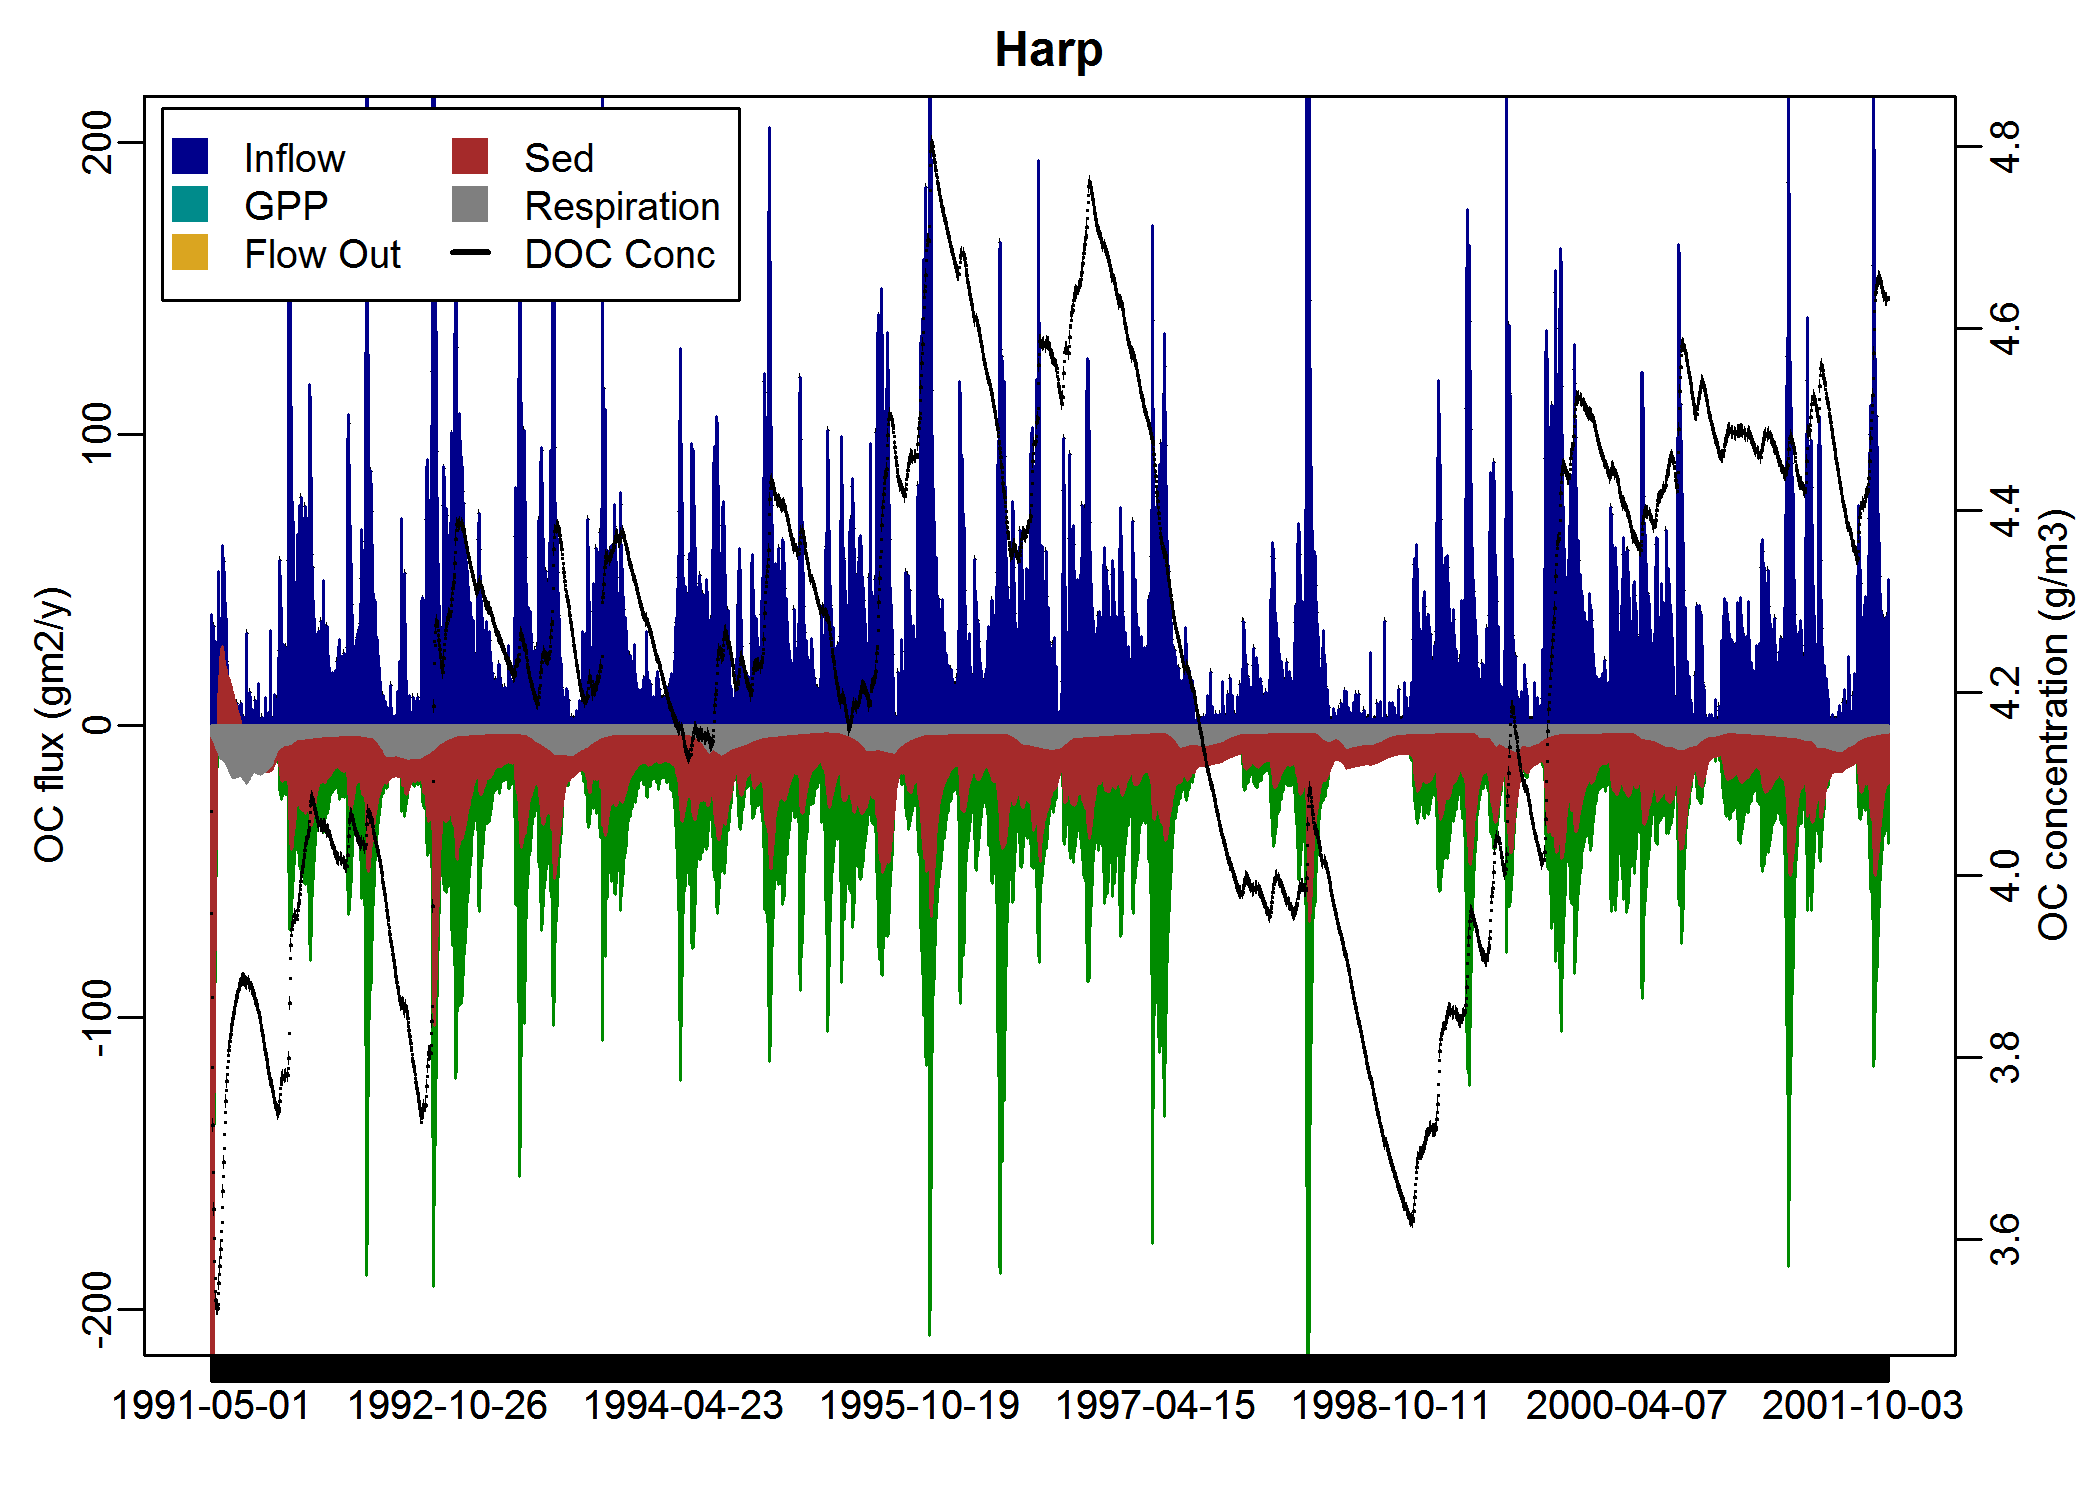 Harp
Inflow
GPP
Flow Out
Sed
Respiration
DOC Conc
OC flux (gm2/y)
200
100
0
-100
-200
4.8
4.6
4.4
4.2
4.0
3.8
3.6
OC concentration (g/m3)
1991-05-01 1992-10-26 1994-04-23 1995-10-19 1997-04-15 1998-10-11 2000-04-07 2001-10-03